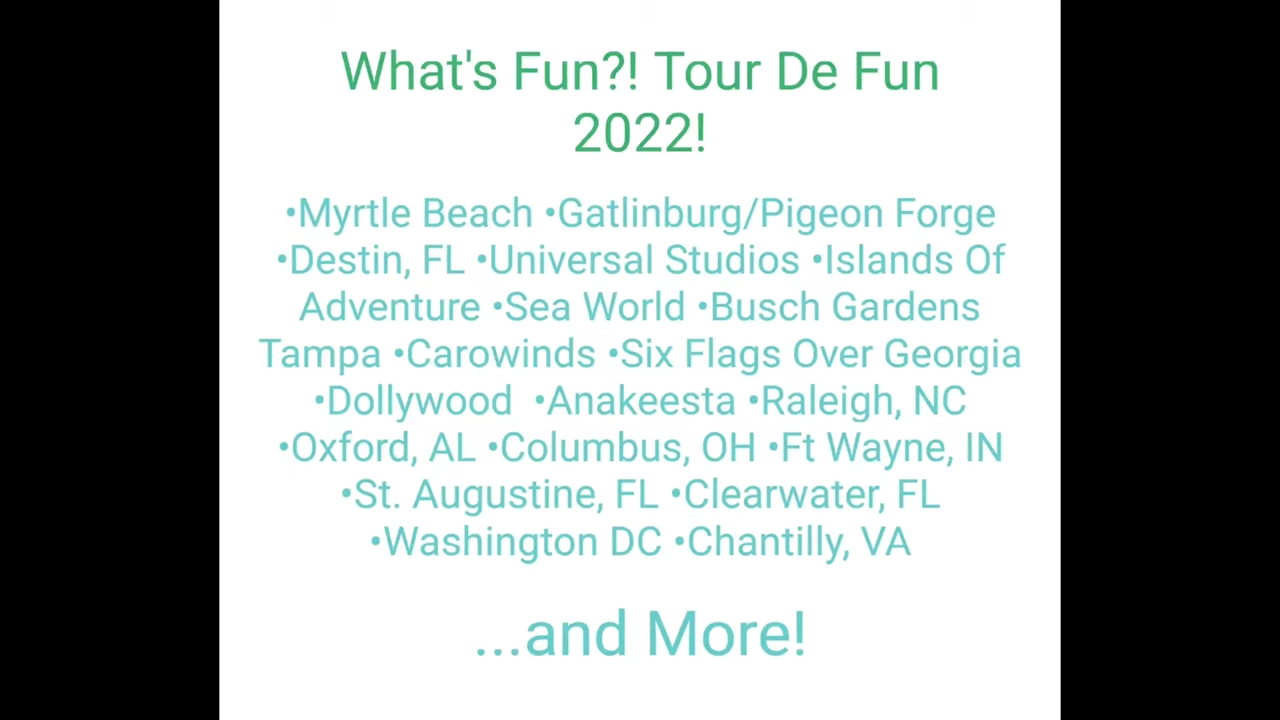 What's Fun?! Tour De Fun
2022!
•Myrtle Beach •Gatlinburg/Pigeon Forge
•Destin, FL •Universal Studios •Islands Of
Adventure •Sea World •Busch Gardens
Tampa •Carowinds •Six Flags Over Georgia
•Dollywood  •Anakeesta •Raleigh, NC
•Oxford, AL •Columbus, OH •Ft Wayne, IN
•St. Augustine, FL •Clearwater, FL
•Washington DC •Chantilly, VA
...and More!